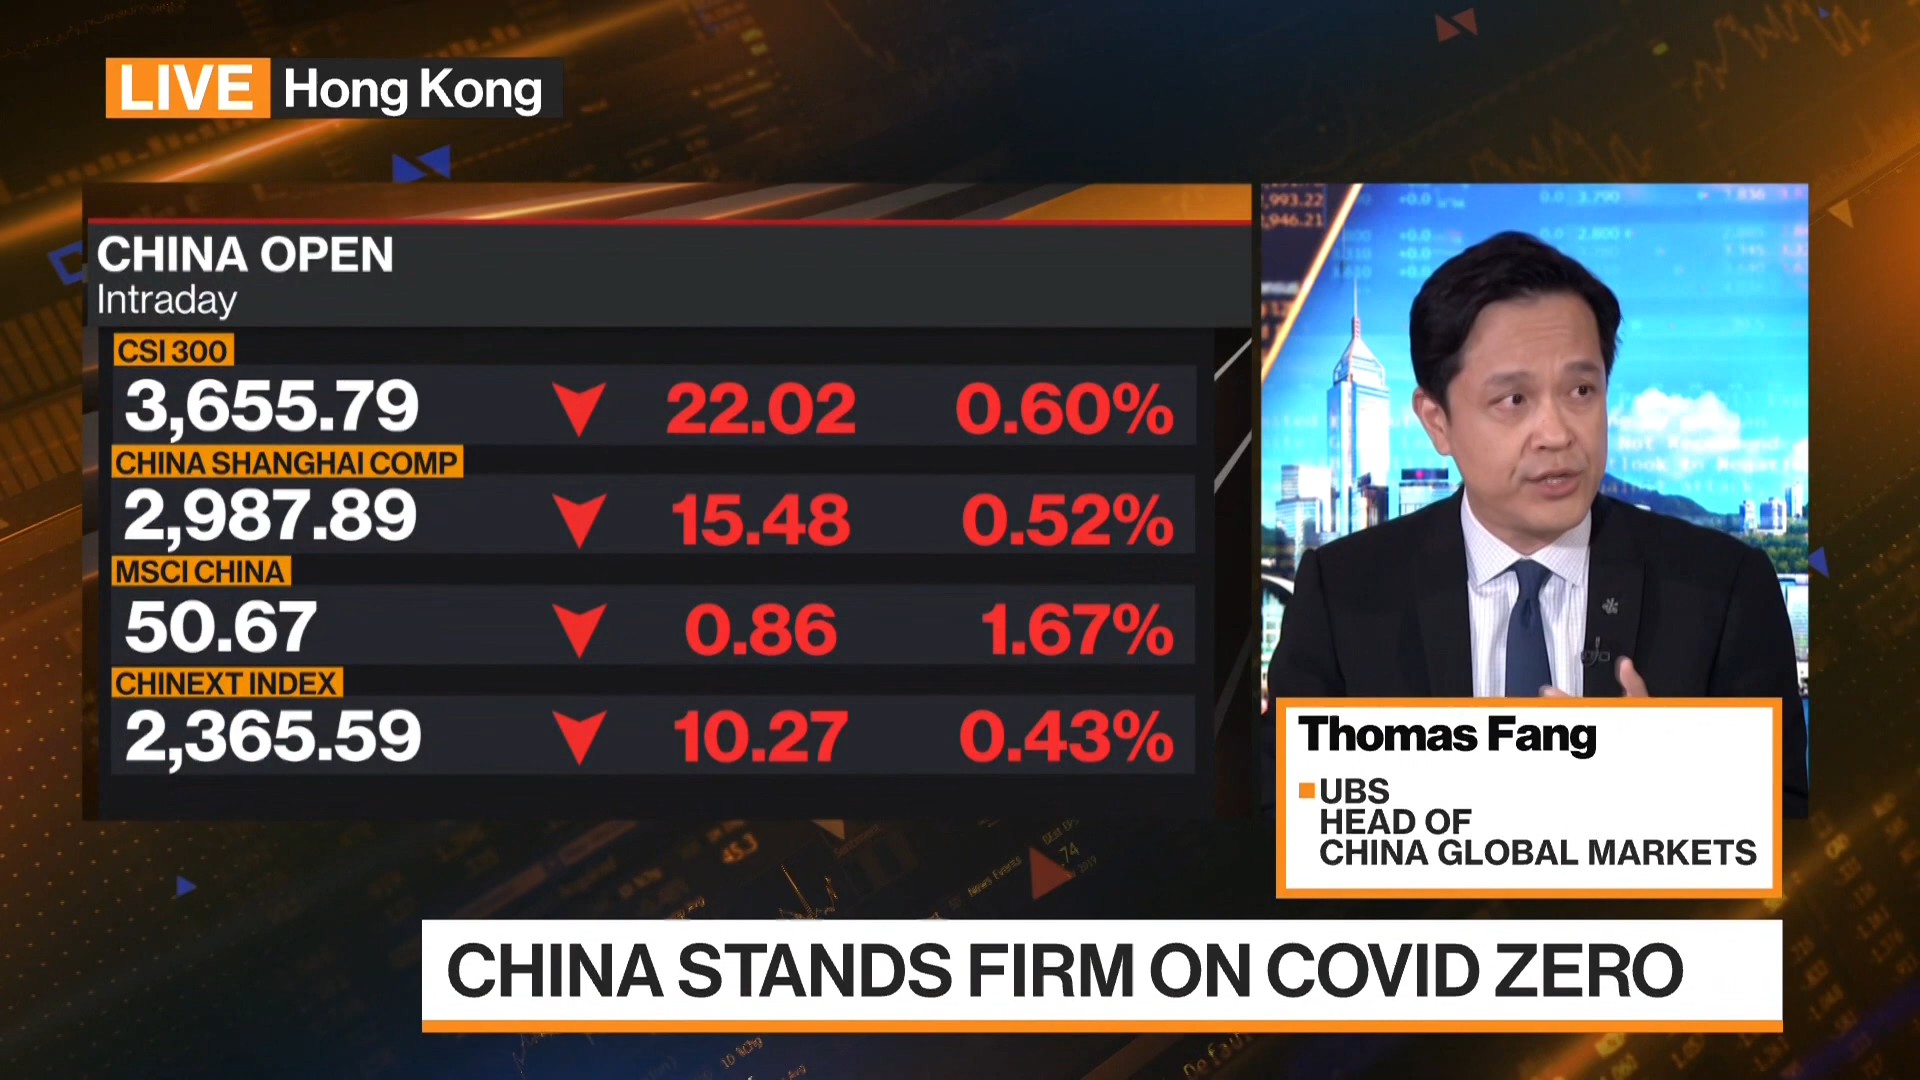 LIVE Hong Kong
CHINA OPEN
Intraday
CSI 300
3,655.79 22.02 0.60%
CHINA SHANGHAI COMP
2,987.89 15.48 0.52%
MSCI CHINA
50.67 0.86 1.67%
CHINEXT INDEX
2,365.59 10.27 0.43%
Thomas Fang
UBS
HEAD OF
CHINA GLOBAL MARKETS
CHINA STANDS FIRM ON COVID ZERO